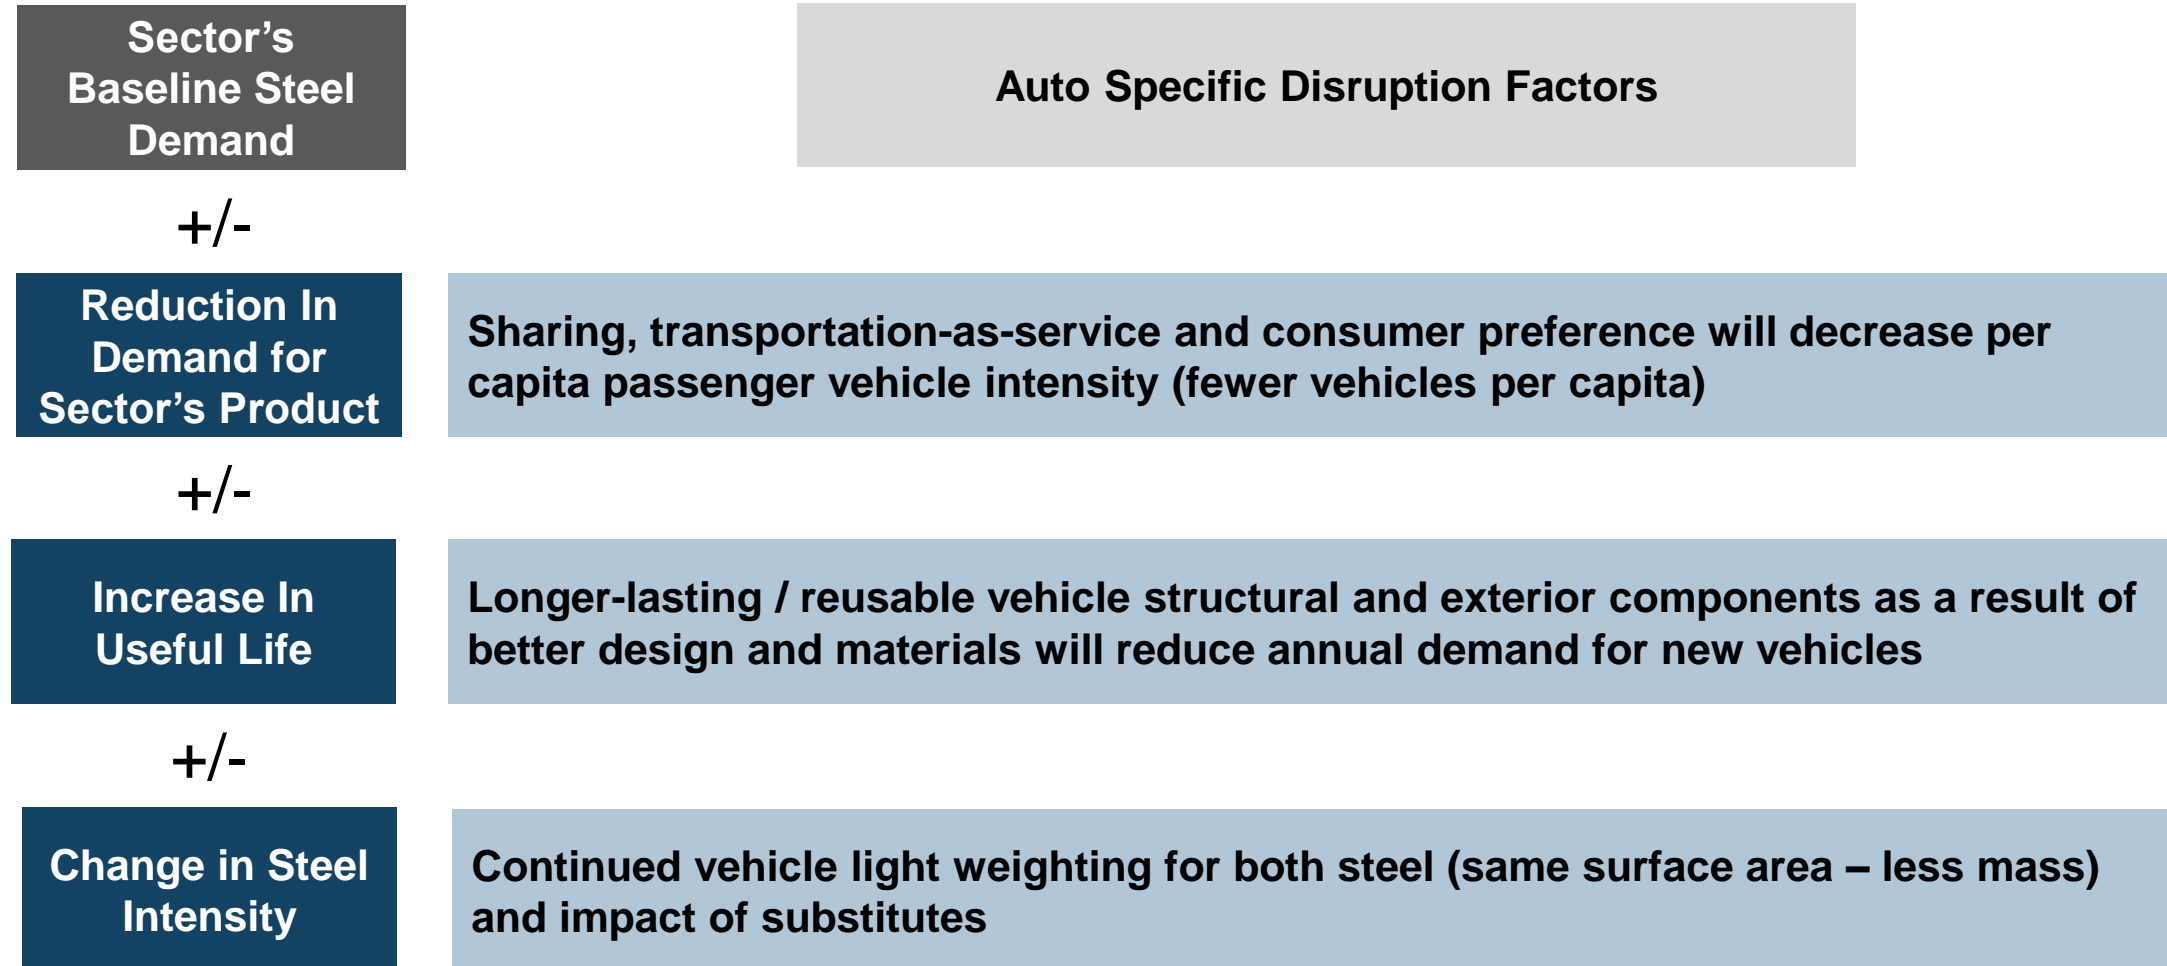 Sector’s
Baseline Steel
Demand
Auto Specific Disruption Factors
+/-
Reduction In
Demand for
Sector’s Product
Sharing, transportation-as-service and consumer preference will decrease per
capita passenger vehicle intensity (fewer vehicles per capita)
+/-
Increase In
Useful Life
Longer-lasting / reusable vehicle structural and exterior components as a result of
better design and materials will reduce annual demand for new vehicles
+/-
Change in Steel
Intensity
Continued vehicle light weighting for both steel (same surface area – less mass)
and impact of substitutes